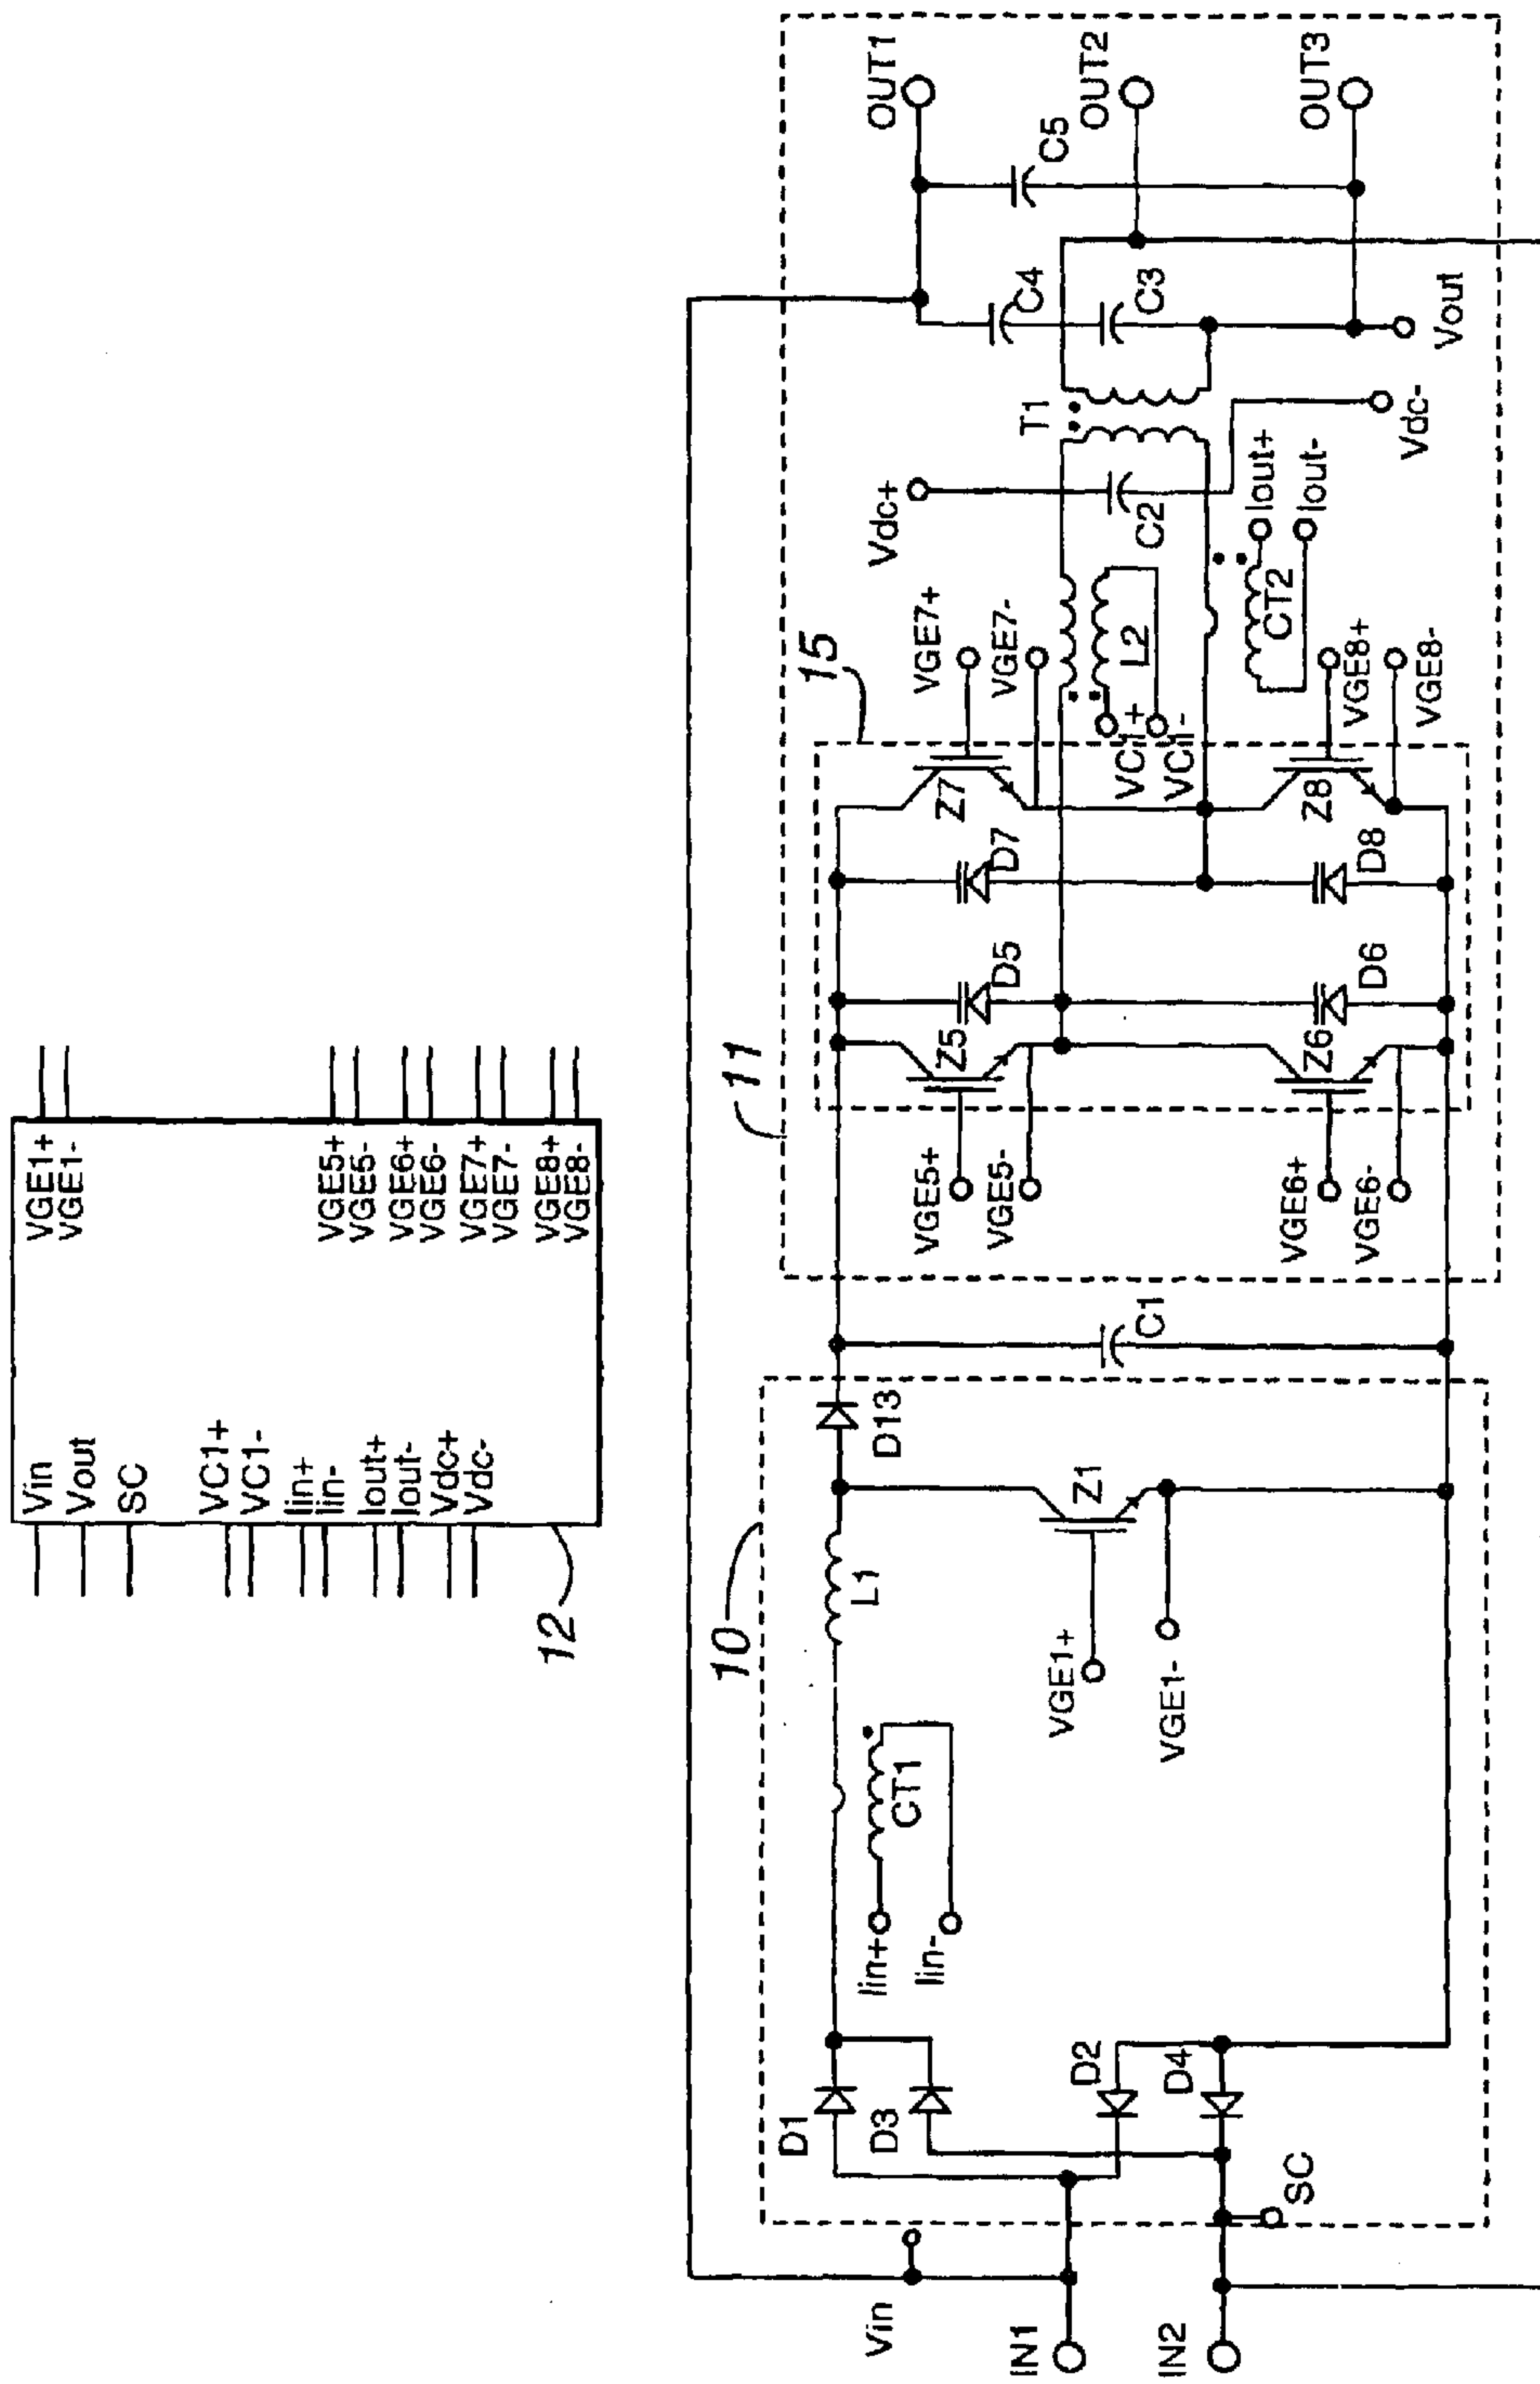 Vin
Vout
SC
VC1+
VC1-
Iin+
Iin-
Iout+
Iout-
Vdc+
Vdc-
VGE1+
VGE1-
VGE5+
VGE5-
VGE6+
VGE6-
VGE7+
VGE7-
VGE8+
VGE8-
12
10
11
15
Vin
IN1
IN2
SC
D1
D3
D2
D4
Iin+
Iin-
CT1
L1
VGE1+
VGE1-
Z1
D13
C1
VGE5+
VGE5-
VGE6+
VGE6-
Z5
Z6
D5
D6
D7
D8
Z7
Z8
VGE7+
VGE7-
VC1+
VC1-
L2
VGE8+
VGE8-
CT2
Iout+
Iout-
Vdc+
C2
Vdc-
T1
C4
C3
C5
Vout
OUT1
OUT2
OUT3